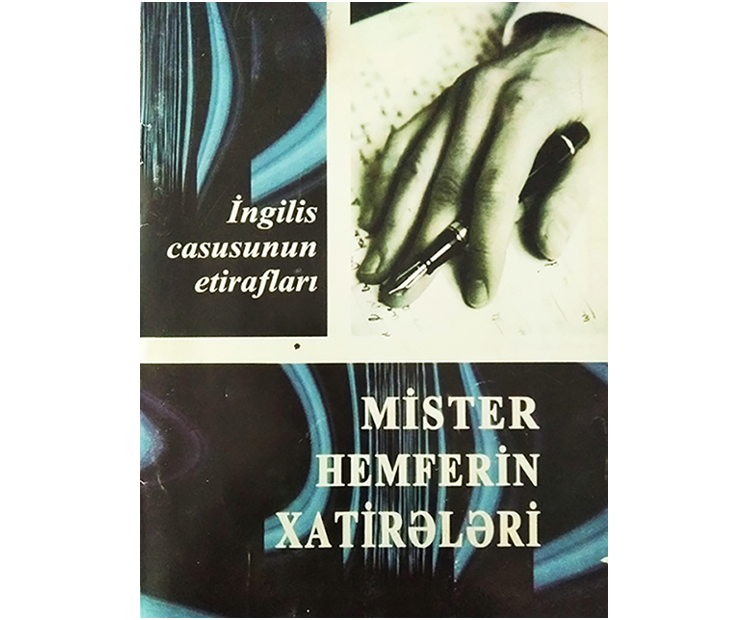 İngilis
casusunun
etirafları
MİSTER
HEMFERİN
XATİRƏLƏRİ